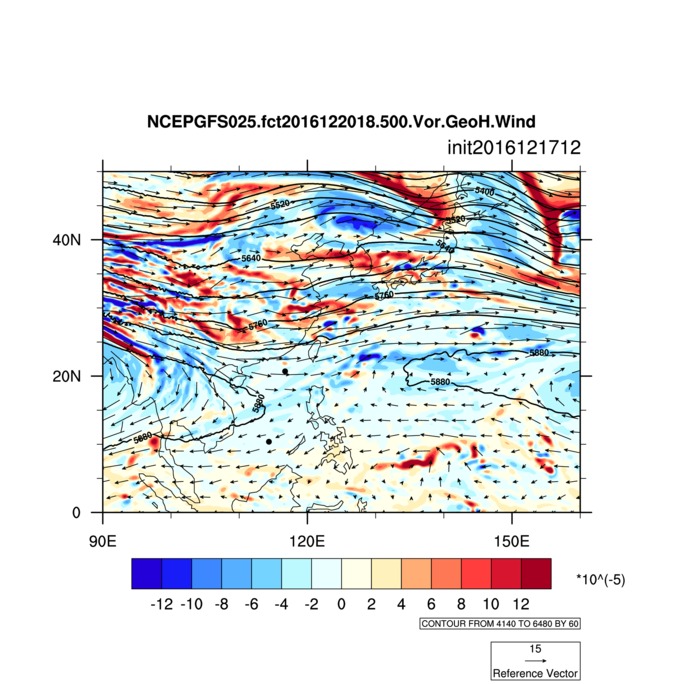 NCEPGFS025.fct2016122018.500.Vor.GeoH.Wind
init2016121712
5400
5520
5520
40N
5640
5640
5760
5760
5880
20N
5880
5880
5880
0
90E 120E 150E
-12 -10 -8 -6 -4 -2 0 2 4 6 8 10 12
*10^(-5)
CONTOUR FROM 4140 TO 6480 BY 60
15
Reference Vector